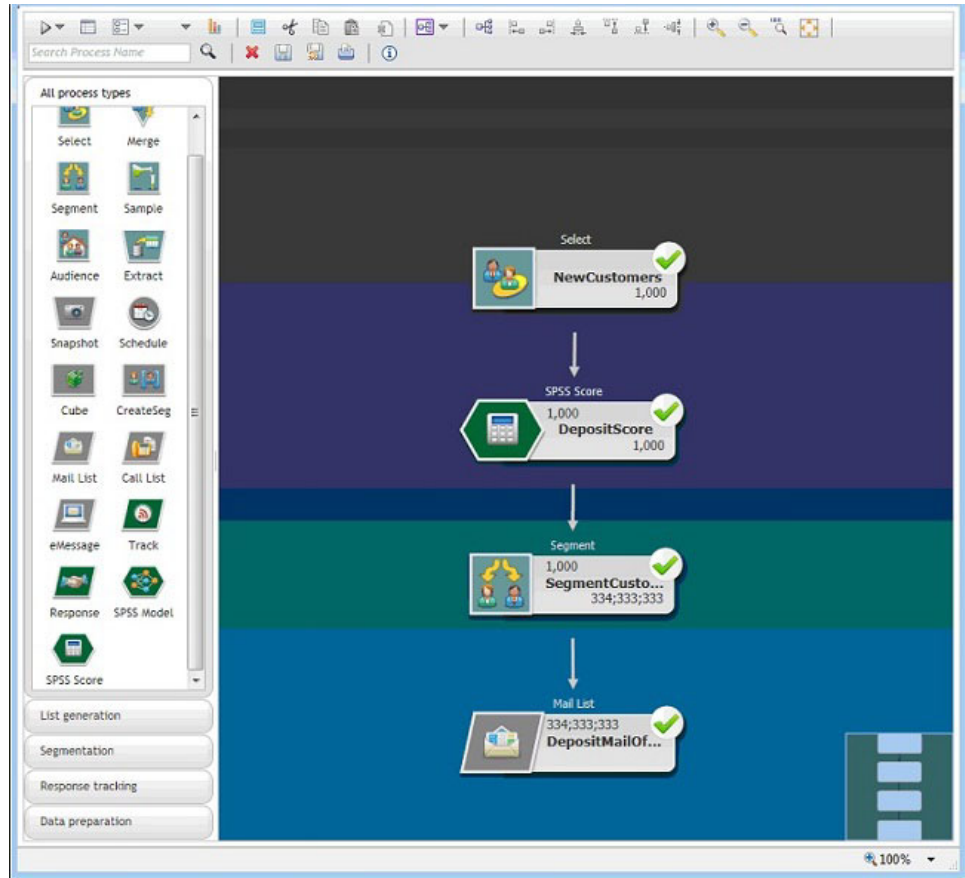 Search Process Name
All process types
Select Merge
Segment Sample
Audience Extract
Snapshot Schedule
Cube CreateSeg
Mail List Call List
eMessage Track
Response SPSS Model
SPSS Score
List generation
Segmentation
Response tracking
Data preparation
Select
NewCustomers
1,000
SPSS Score
1,000
DepositScore
1,000
Segment
1,000
SegmentCusto...
334;333;333
Mail List
334;333;333
DepositMailOf...
100%